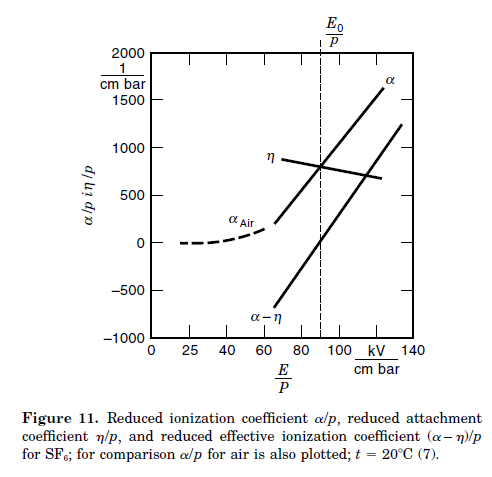 E₀
p
2000
1
cm bar
1500
1000
500
0
−500
−1000
α/p i η/p
α
η
α Air
α−η
0 25 40 60 80 100 kV 140
cm bar
E
P
Figure 11. Reduced ionization coefficient α/p, reduced attachment
coefficient η/p, and reduced effective ionization coefficient (α−η)/p
for SF₆; for comparison α/p for air is also plotted; t = 20°C (7).